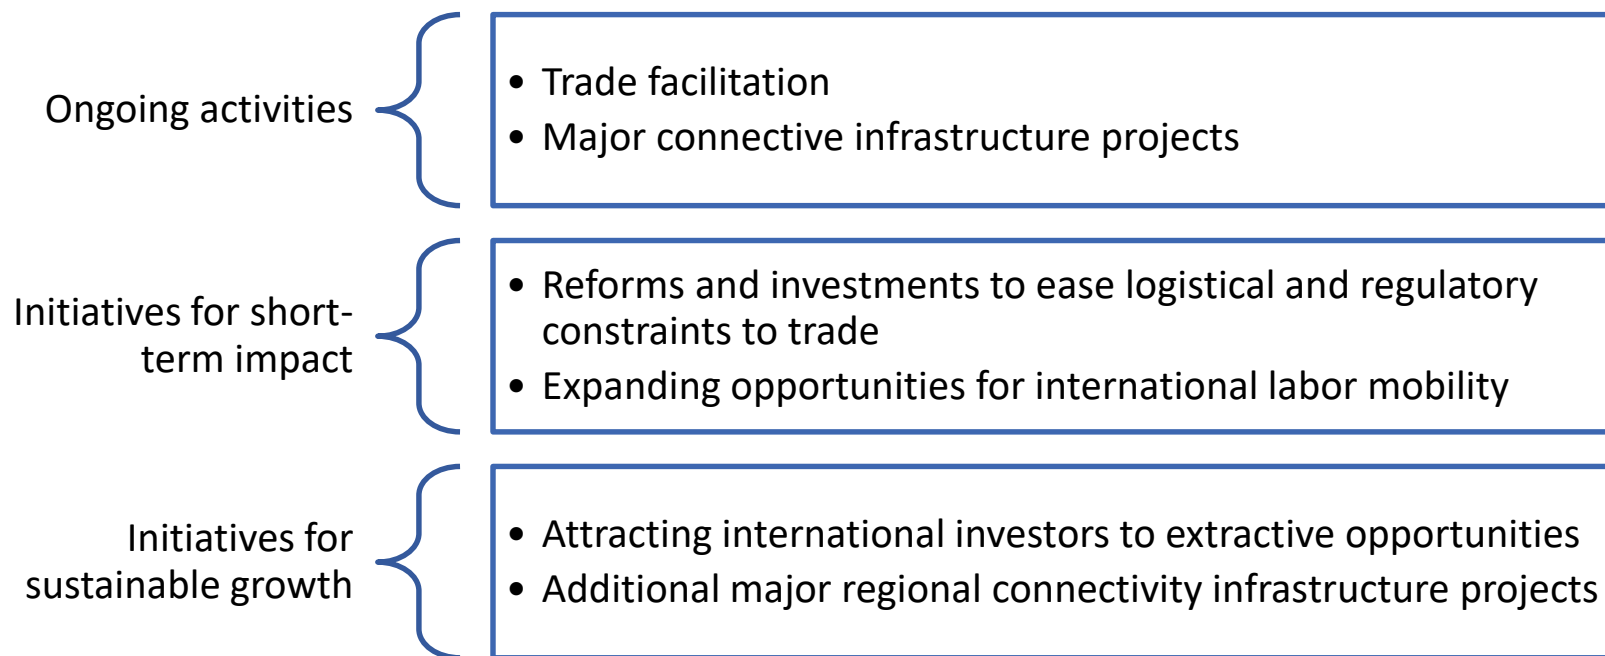 Ongoing activities
• Trade facilitation
• Major connective infrastructure projects
Initiatives for short-
term impact
• Reforms and investments to ease logistical and regulatory
constraints to trade
• Expanding opportunities for international labor mobility
Initiatives for
sustainable growth
• Attracting international investors to extractive opportunities
• Additional major regional connectivity infrastructure projects